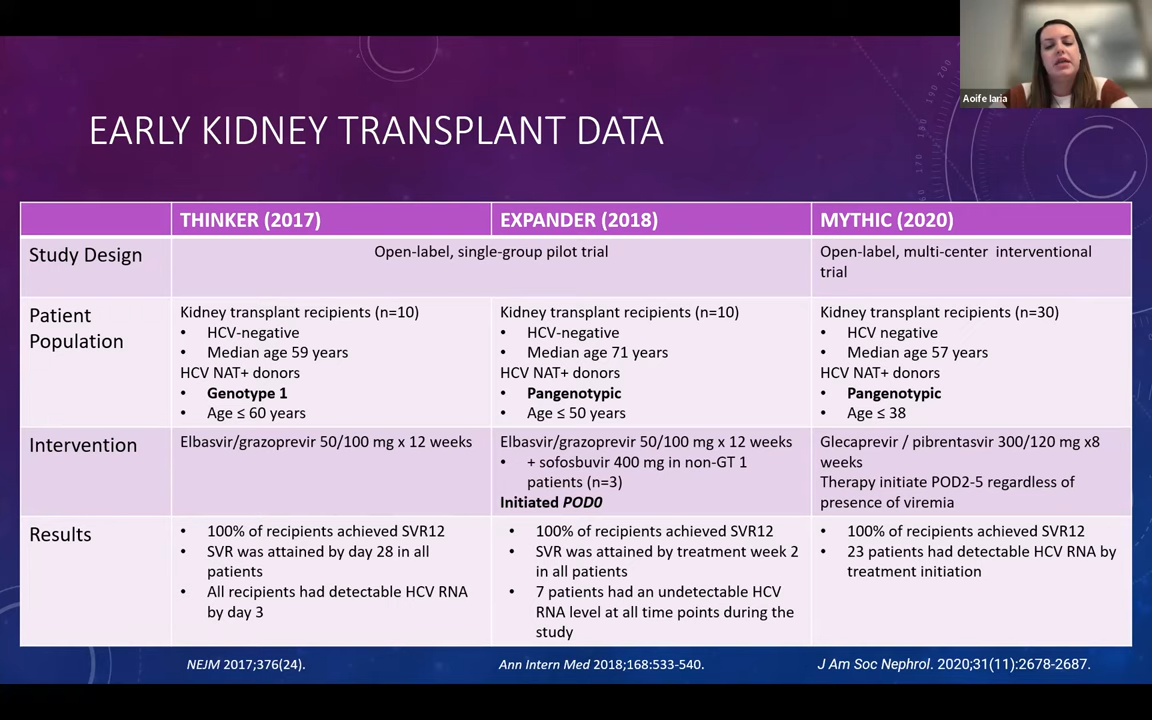 Aoife Iaria
EARLY KIDNEY TRANSPLANT DATA
THINKER (2017)
EXPANDER (2018)
MYTHIC (2020)
Study Design
Open-label, single-group pilot trial
Open-label, multi-center interventional
trial
Patient
Population
Kidney transplant recipients (n=10)
• HCV-negative
• Median age 59 years
HCV NAT+ donors
• Genotype 1
• Age ≤ 60 years
Kidney transplant recipients (n=10)
• HCV-negative
• Median age 71 years
HCV NAT+ donors
• Pangenotypic
• Age ≤ 50 years
Kidney transplant recipients (n=30)
• HCV negative
• Median age 57 years
HCV NAT+ donors
• Pangenotypic
• Age ≤ 38
Intervention
Elbasvir/grazoprevir 50/100 mg x 12 weeks
Elbasvir/grazoprevir 50/100 mg x 12 weeks
• + sofosbuvir 400 mg in non-GT 1
patients (n=3)
Initiated POD0
Glecaprevir / pibrentasvir 300/120 mg x8
weeks
Therapy initiate POD2-5 regardless of
presence of viremia
Results
• 100% of recipients achieved SVR12
• SVR was attained by day 28 in all
patients
• All recipients had detectable HCV RNA
by day 3
• 100% of recipients achieved SVR12
• SVR was attained by treatment week 2
in all patients
• 7 patients had an undetectable HCV
RNA level at all time points during the
study
• 100% of recipients achieved SVR12
• 23 patients had detectable HCV RNA by
treatment initiation
NEJM 2017;376(24).
Ann Intern Med 2018;168:533-540.
J Am Soc Nephrol. 2020;31(11):2678-2687.
200
190
180
170